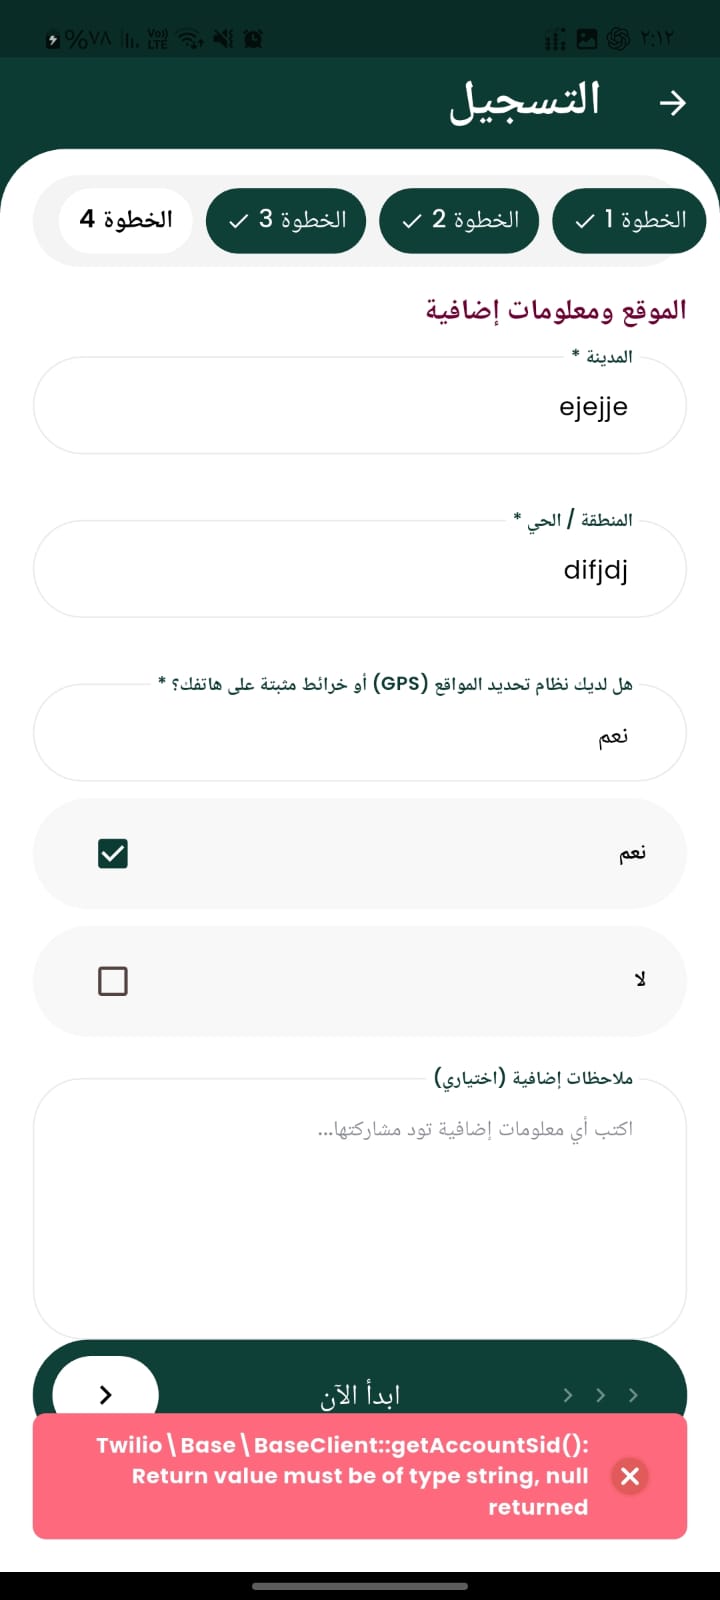 ٢:١٢
%٧٨
Vo))
LTE
التسجيل
الخطوة 1
الخطوة 2
الخطوة 3
الخطوة 4
الموقع ومعلومات إضافية
المدينة *
ejejje
المنطقة / الحي *
difjdj
هل لديك نظام تحديد المواقع (GPS) أو خرائط مثبتة على هاتفك؟ *
نعم
نعم
لا
ملاحظات إضافية (اختياري)
اكتب أي معلومات إضافية تود مشاركتها...
ابدأ الآن
Twilio\Base\BaseClient::getAccountSid():
Return value must be of type string, null
returned